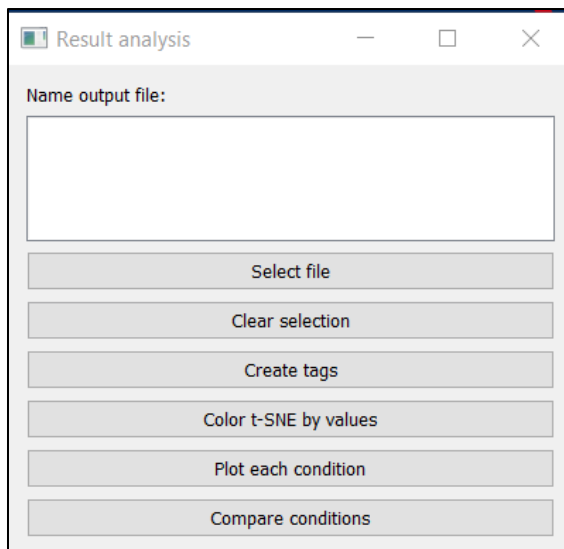 Result analysis
Name output file:
Select file
Clear selection
Create tags
Color t-SNE by values
Plot each condition
Compare conditions